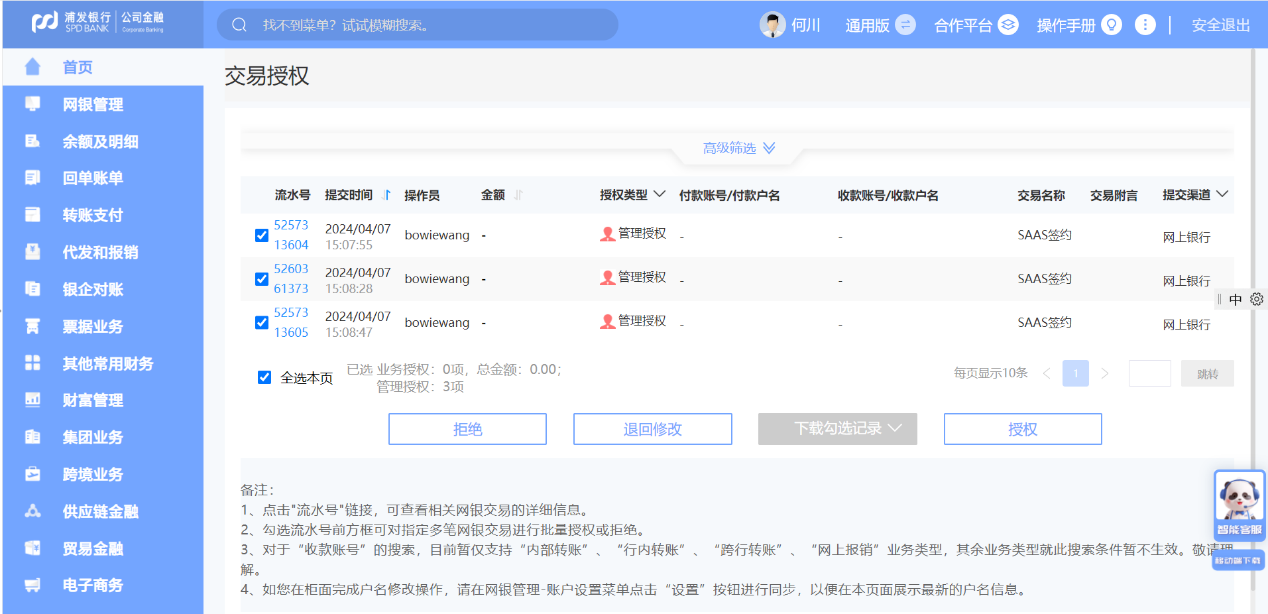 浦发银行 公司金融
SPD BANK Corporate Banking
找不到菜单？试试模糊搜索。
何川 通用版 合作平台 操作手册 安全退出
首页
网银管理
余额及明细
回单账单
转账支付
代发和报销
银企对账
票据业务
其他常用财务
财富管理
集团业务
跨境业务
供应链金融
贸易金融
电子商务
交易授权
高级筛选
流水号 提交时间 操作员 金额 授权类型 付款账号/付款户名 收款账号/收款户名 交易名称 交易附言 提交渠道
52573 13604 2024/04/07 15:07:55 bowiewang - 管理授权 - - SAAS签约 网上银行
52603 61373 2024/04/07 15:08:28 bowiewang - 管理授权 - - SAAS签约 网上银行
52573 13605 2024/04/07 15:08:47 bowiewang - 管理授权 - - SAAS签约 网上银行
中
全选本页 已选 业务授权：0项，总金额：0.00；
管理授权：3项
每页显示10条 1 跳转
拒绝 退回修改 下载勾选记录 授权
备注：
1、点击"流水号"链接，可查看相关网银交易的详细信息。
2、勾选流水号前方框可对指定多笔网银交易进行批量授权或拒绝。
3、对于“收款账号”的搜索，目前暂仅支持“内部转账”、“行内转账”、“跨行转账”、“网上报销”业务类型，其余业务类型就此搜索条件暂不生效。敬请理
解。
4、如您在柜面完成户名修改操作，请在网银管理-账户设置菜单点击“设置”按钮进行同步，以便在本页面展示最新的户名信息。
智能客服
移动端下载